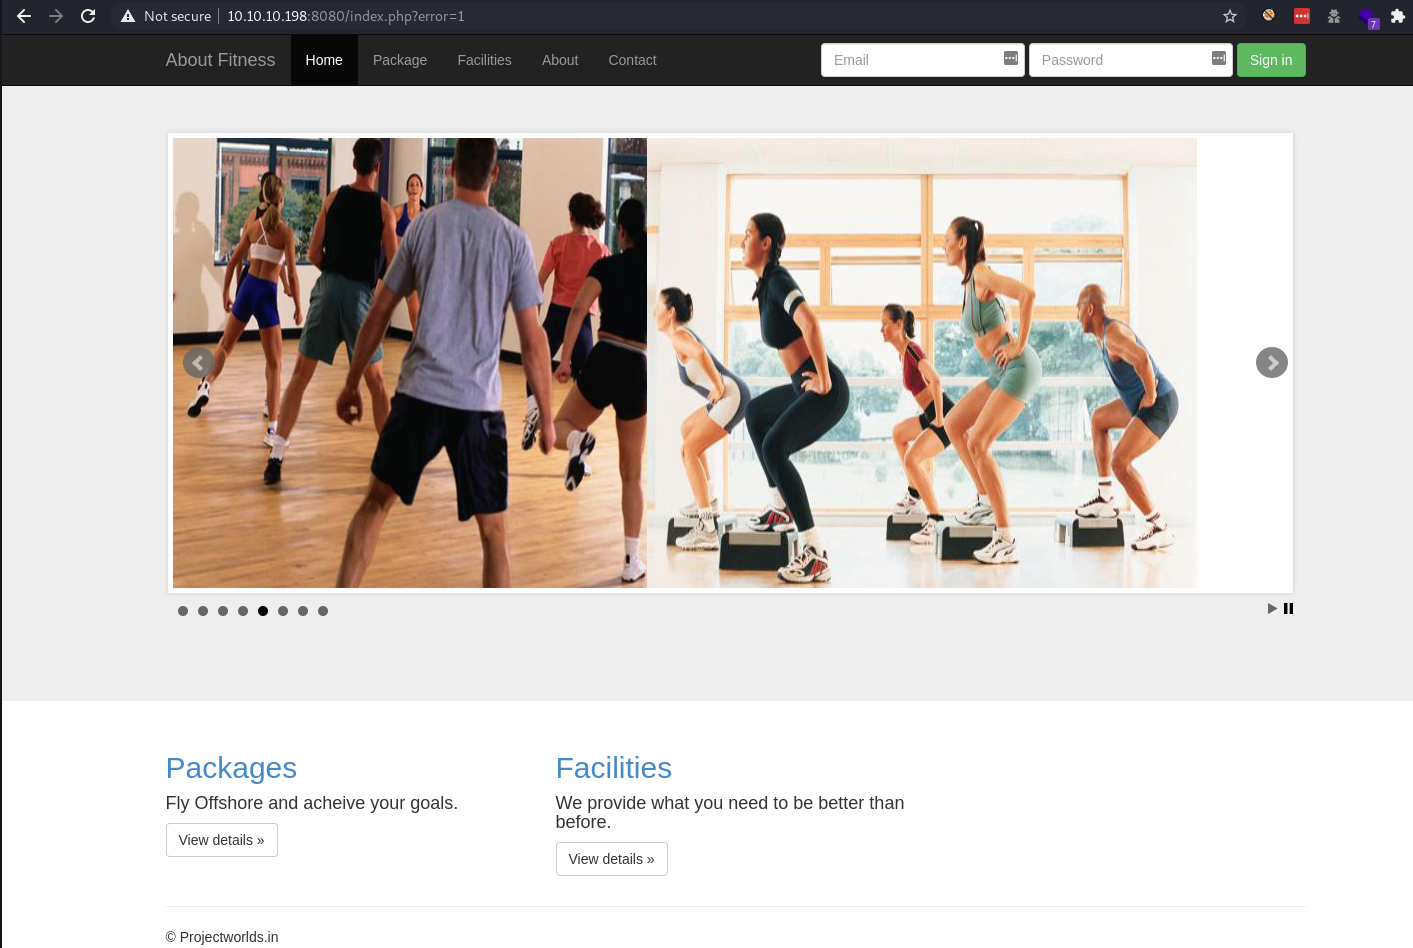 Not secure 10.10.10.198:8080/index.php?error=1
7
About Fitness Home Package Facilities About Contact Email Password Sign in
Packages
Fly Offshore and acheive your goals.
View details »
Facilities
We provide what you need to be better than
before.
View details »
© Projectworlds.in